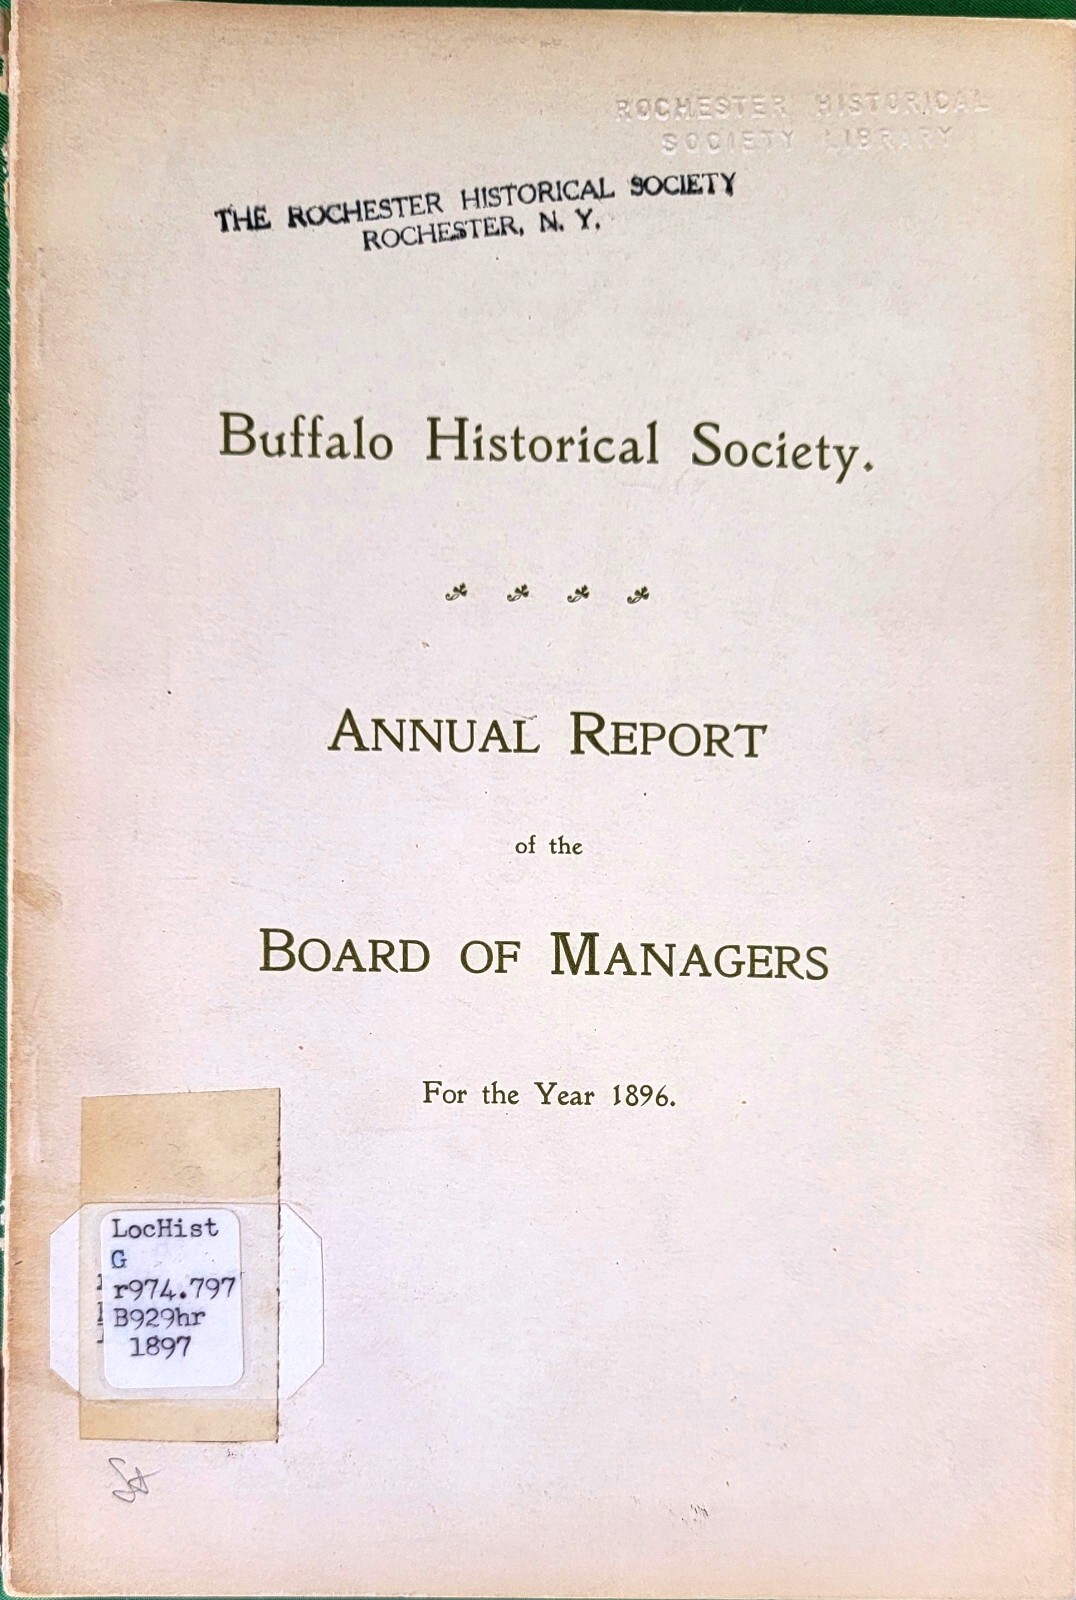 ROCHESTER HISTORICAL
SOCIETY LIBRARY
THE ROCHESTER HISTORICAL SOCIETY
ROCHESTER, N. Y.
Buffalo Historical Society.
ANNUAL REPORT
of the
BOARD OF MANAGERS
For the Year 1896.
LocHist
G
r974.797
B929hr
1897